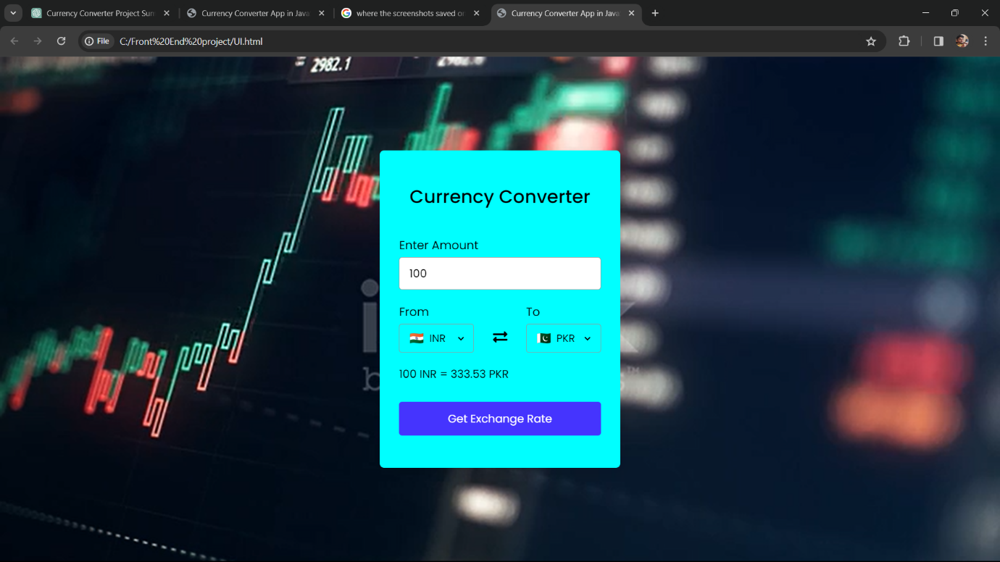 Currency Converter Project Sum
Currency Converter App in Java
where the screenshots saved or
Currency Converter App in Java
File
C:/Front%20End%20project/UI.html
2982.1
Currency Converter
Enter Amount
100
From
To
INR
PKR
100 INR = 333.53 PKR
Get Exchange Rate
TM